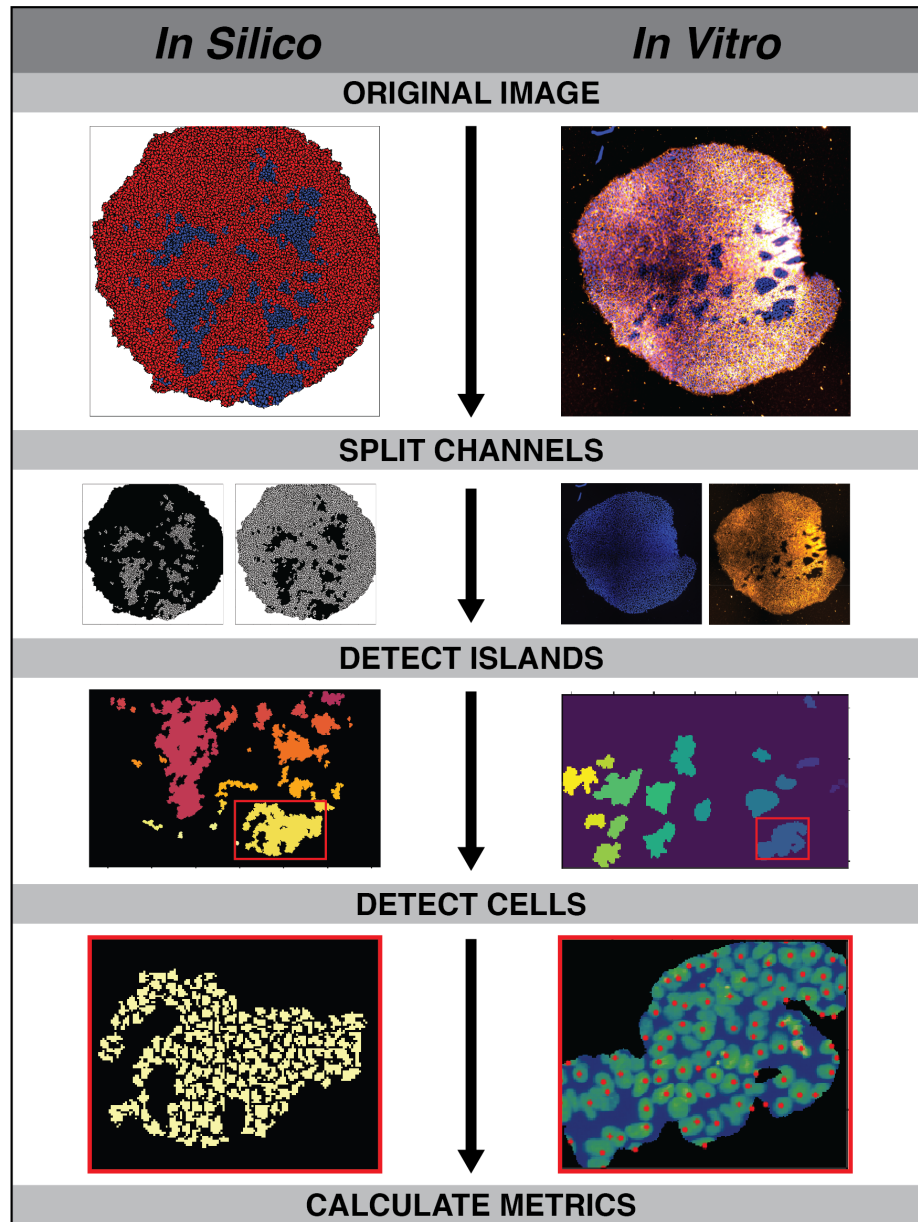 In Silico
In Vitro
ORIGINAL IMAGE
SPLIT CHANNELS
DETECT ISLANDS
DETECT CELLS
CALCULATE METRICS